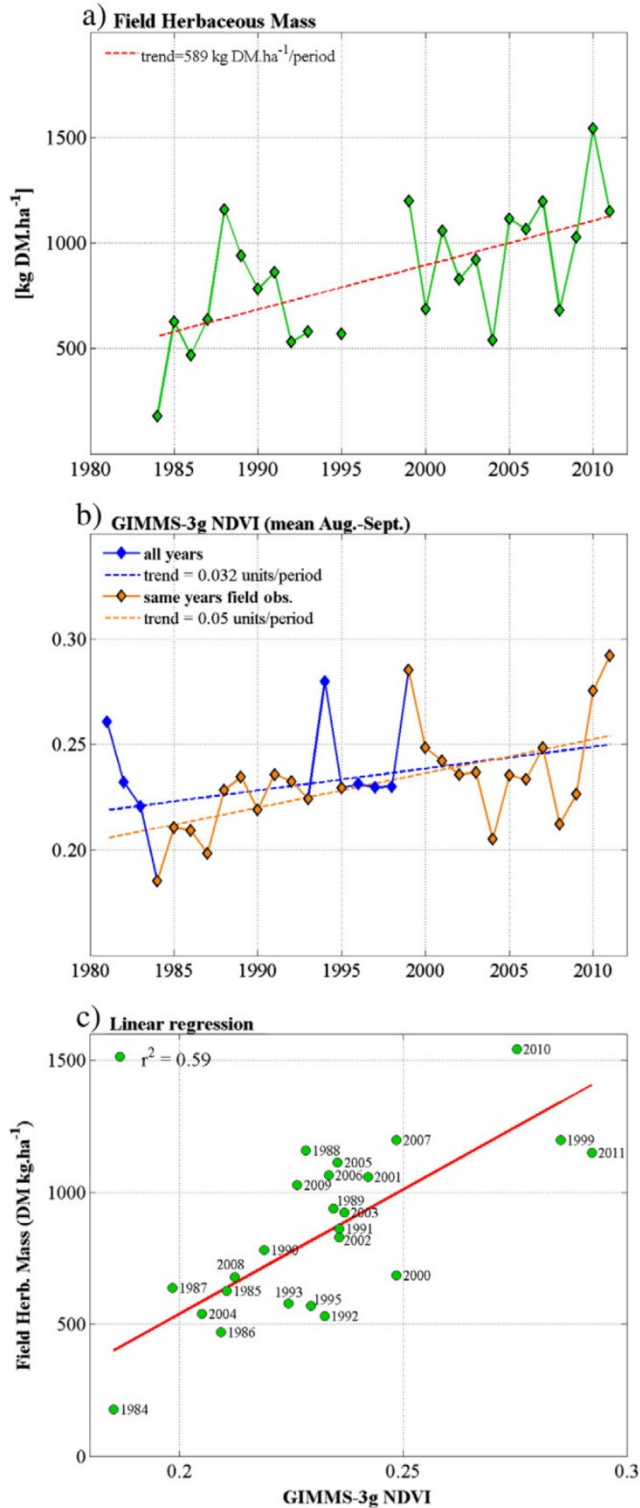 a) Field Herbaceous Mass
trend=589 kg DM.ha⁻¹/period
[kg DM.ha⁻¹]
1500
1000
500
1980 1985 1990 1995 2000 2005 2010
b) GIMMS-3g NDVI (mean Aug.-Sept.)
all years
trend = 0.032 units/period
same years field obs.
trend = 0.05 units/period
0.30
0.25
0.20
1980 1985 1990 1995 2000 2005 2010
c) Linear regression
r² = 0.59
Field Herb. Mass (DM kg.ha⁻¹)
1500
1000
500
0
2010
2007
1999
2011
1988
2005
2006
2001
2009
1989
2003
1991
2002
1990
2008
2000
1987
1985
1993
1995
2004
1992
1986
1984
0.2 0.25 0.3
GIMMS-3g NDVI